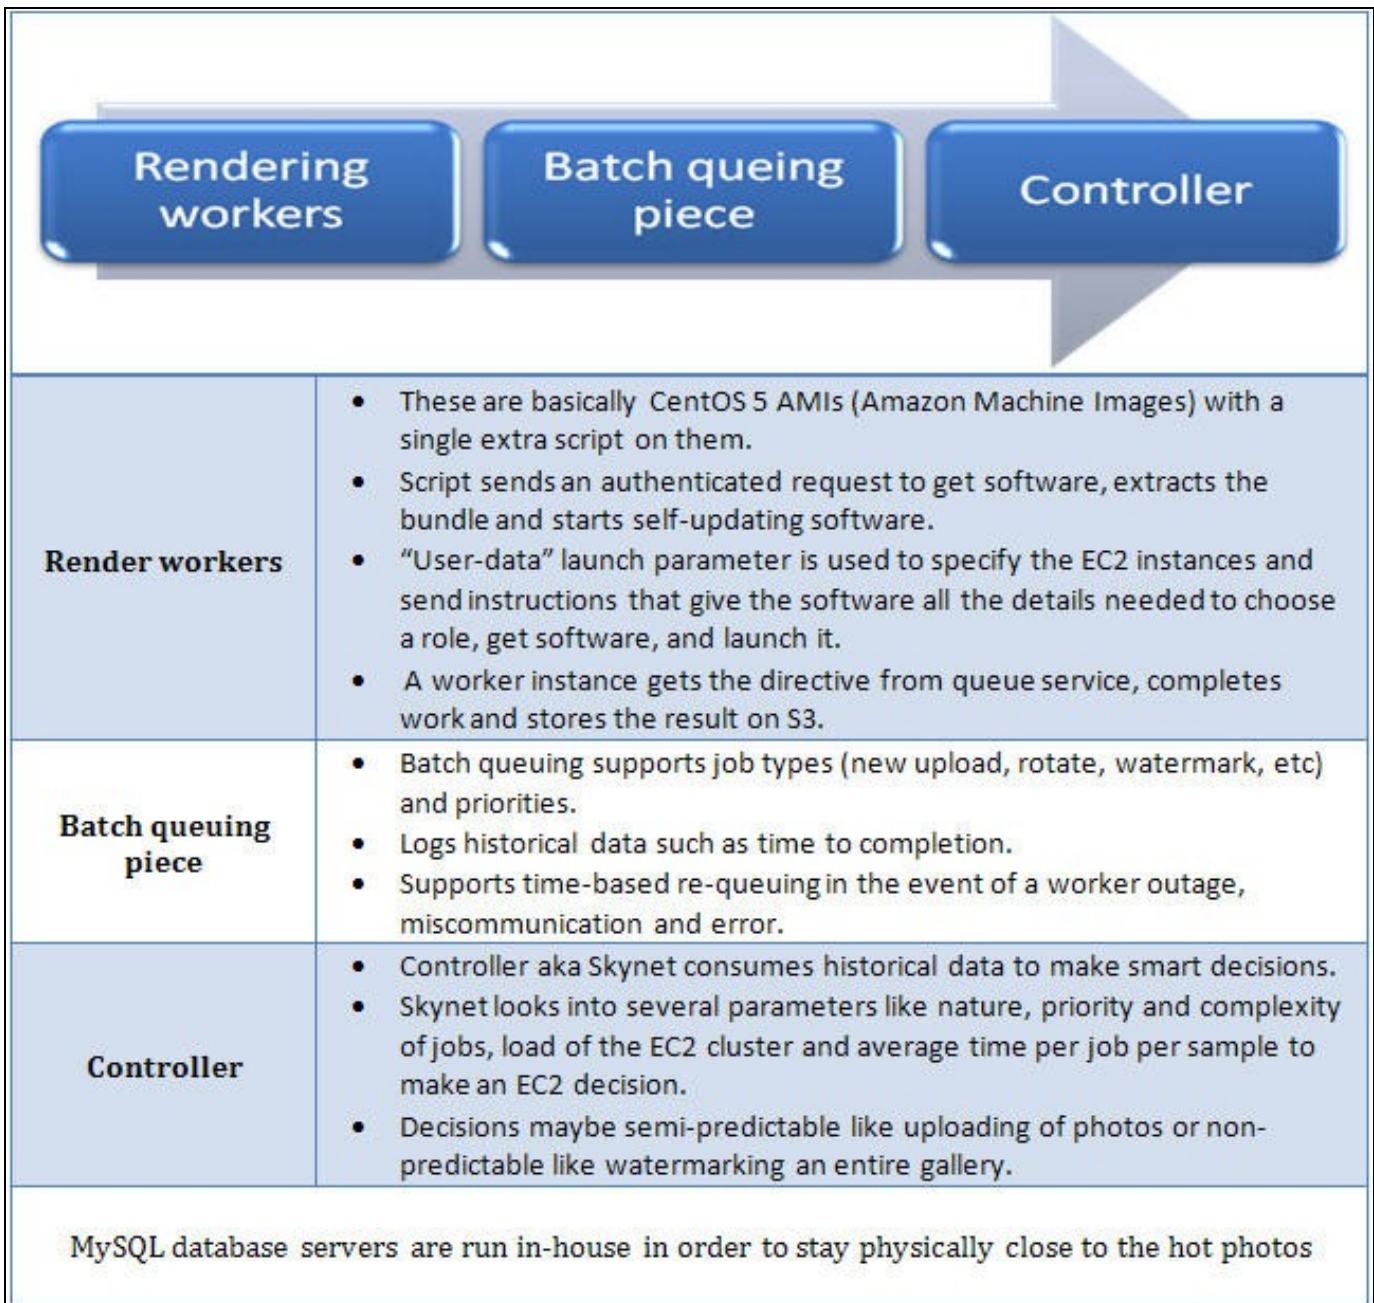 Rendering
workers
Batch queing
piece
Controller
Render workers
• These are basically CentOS 5 AMIs (Amazon Machine Images) with a
single extra script on them.
• Script sends an authenticated request to get software, extracts the
bundle and starts self-updating software.
• “User-data” launch parameter is used to specify the EC2 instances and
send instructions that give the software all the details needed to choose
a role, get software, and launch it.
• A worker instance gets the directive from queue service, completes
work and stores the result on S3.
Batch queuing
piece
• Batch queuing supports job types (new upload, rotate, watermark, etc)
and priorities.
• Logs historical data such as time to completion.
• Supports time-based re-queuing in the event of a worker outage,
miscommunication and error.
Controller
• Controller aka Skynet consumes historical data to make smart decisions.
• Skynet looks into several parameters like nature, priority and complexity
of jobs, load of the EC2 cluster and average time per job per sample to
make an EC2 decision.
• Decisions maybe semi-predictable like uploading of photos or non-
predictable like watermarking an entire gallery.
MySQL database servers are run in-house in order to stay physically close to the hot photos